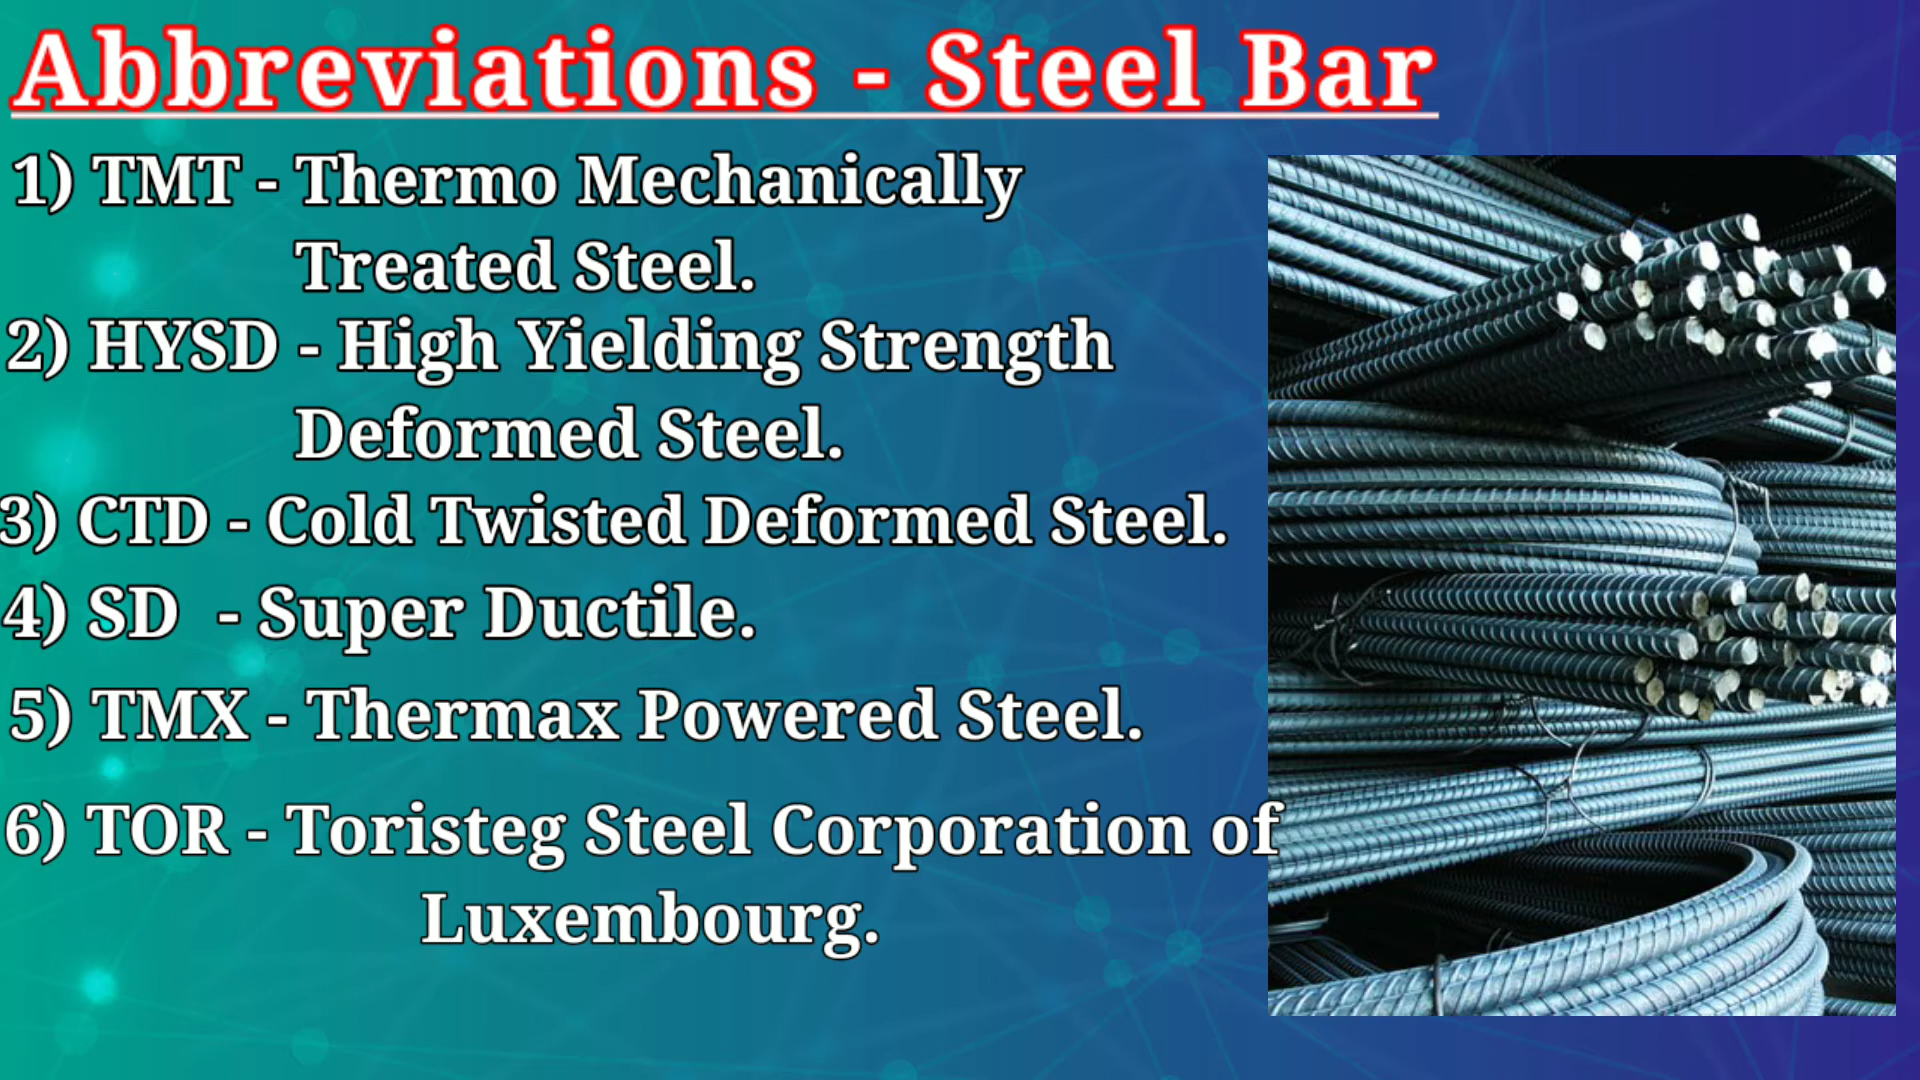 Abbreviations - Steel Bar
1) TMT - Thermo Mechanically
Treated Steel.
2) HYSD - High Yielding Strength
Deformed Steel.
3) CTD - Cold Twisted Deformed Steel.
4) SD - Super Ductile.
5) TMX - Thermax Powered Steel.
6) TOR - Toristeg Steel Corporation of
Luxembourg.